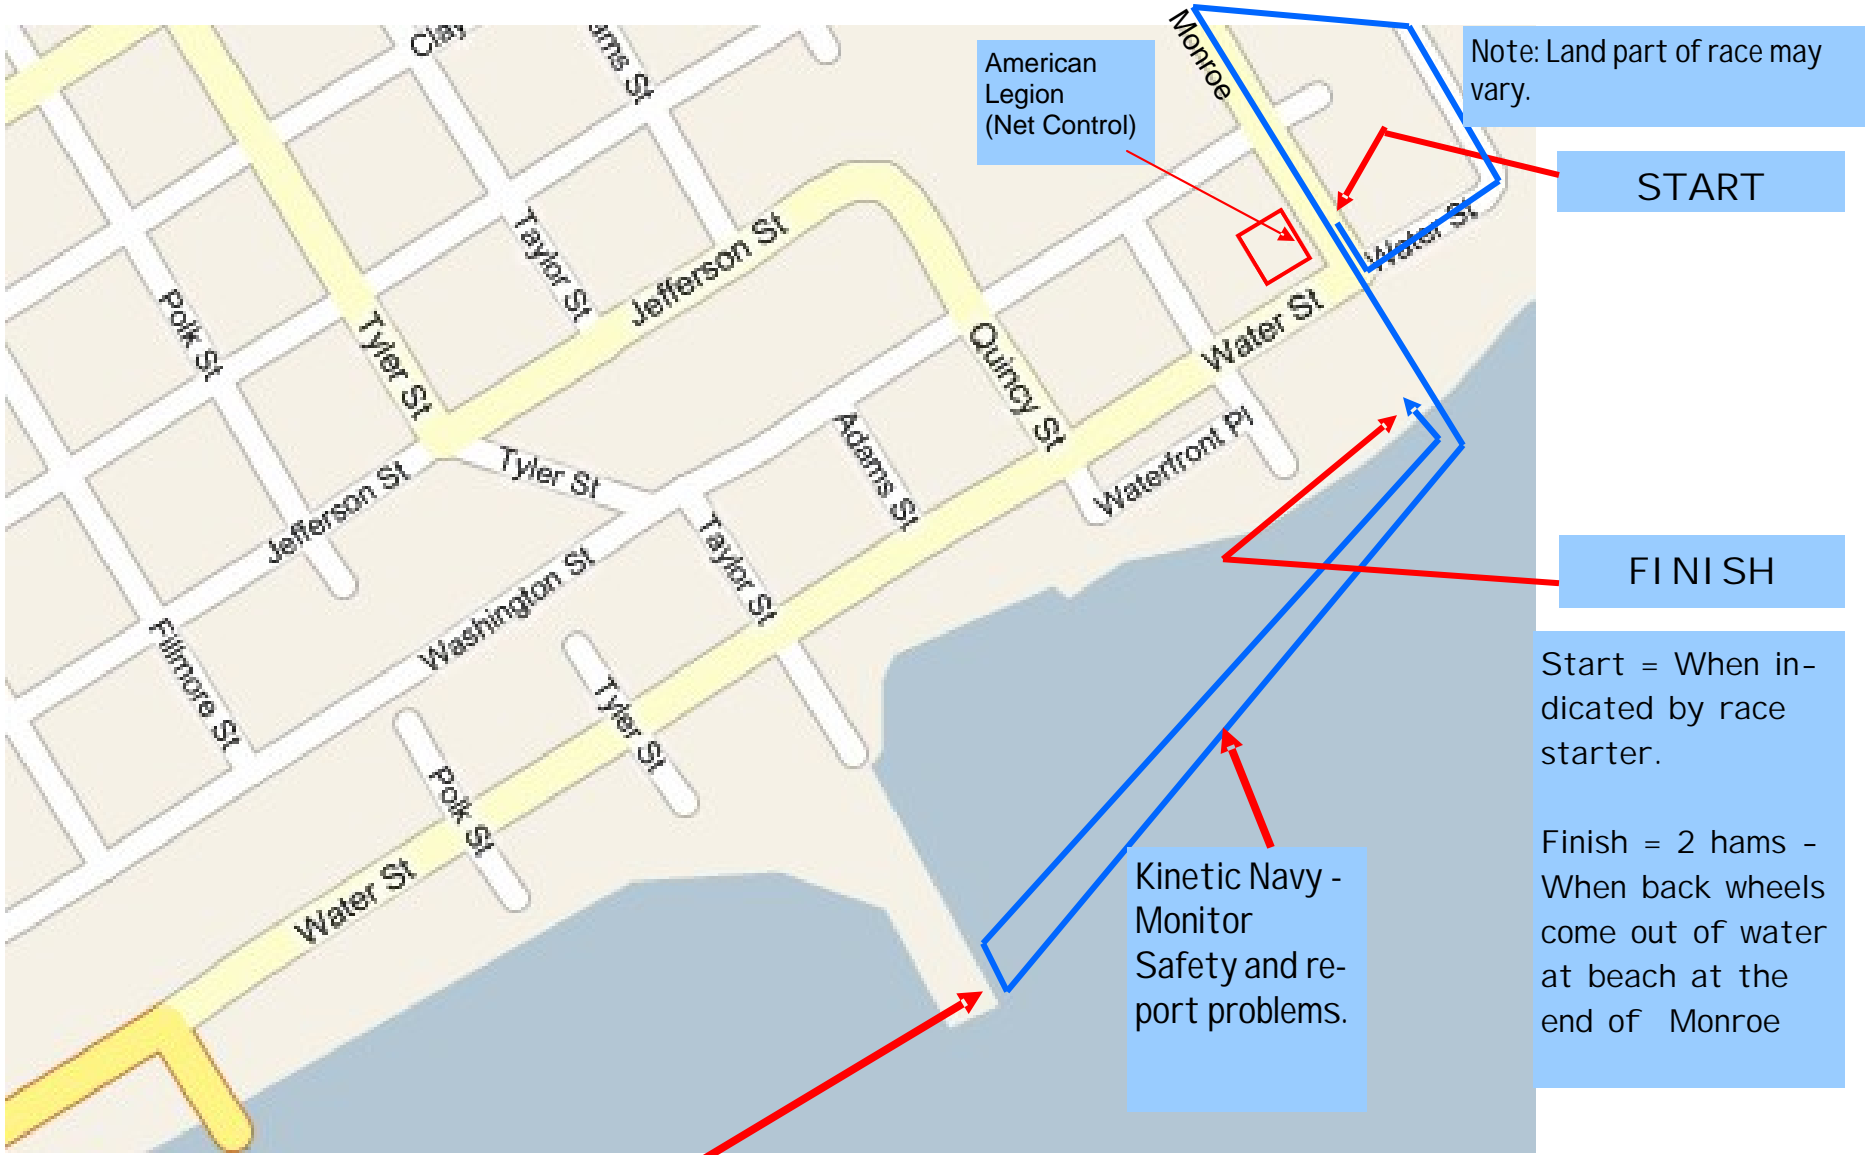 Clay
ams St
Monroe
American
Legion
(Net Control)
Note: Land part of race may
vary.
START
Water St
Taylor St
Jefferson St
Polk St
Tyler St
Quincy St
Water St
Adams St
Waterfront Pl
Tyler St
Jefferson St
Taylor St
Washington St
Fillmore St
Tyler St
Polk St
Water St
FINISH
Start = When in-
dicated by race
starter.
Finish = 2 hams -
When back wheels
come out of water
at beach at the
end of Monroe
Kinetic Navy -
Monitor
Safety and re-
port problems.